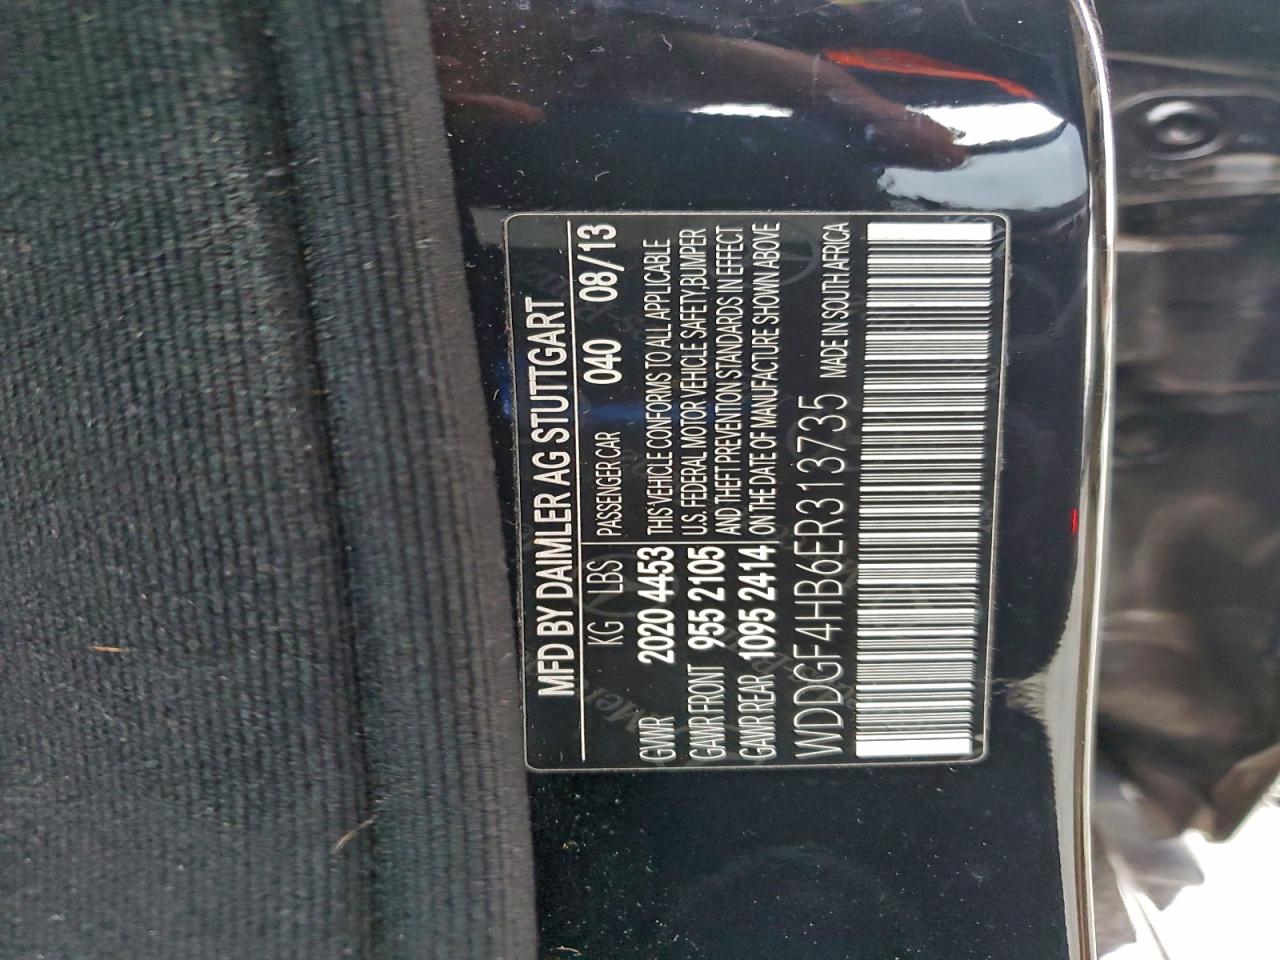 MFD BY DAIMLER AG STUTTGART
KG LBS PASSENGER CAR 040 08/13
GVWR 2020 4453 THIS VEHICLE CONFORMS TO ALL APPLICABLE
GAWR FRONT 955 2105 U.S. FEDERAL MOTOR VEHICLE SAFETY,BUMPER
AND THEFT PREVENTION STANDARDS IN EFFECT
GAWR REAR 1095 2414 ON THE DATE OF MANUFACTURE SHOWN ABOVE
WDDGF4HB6ER313735 MADE IN SOUTH AFRICA